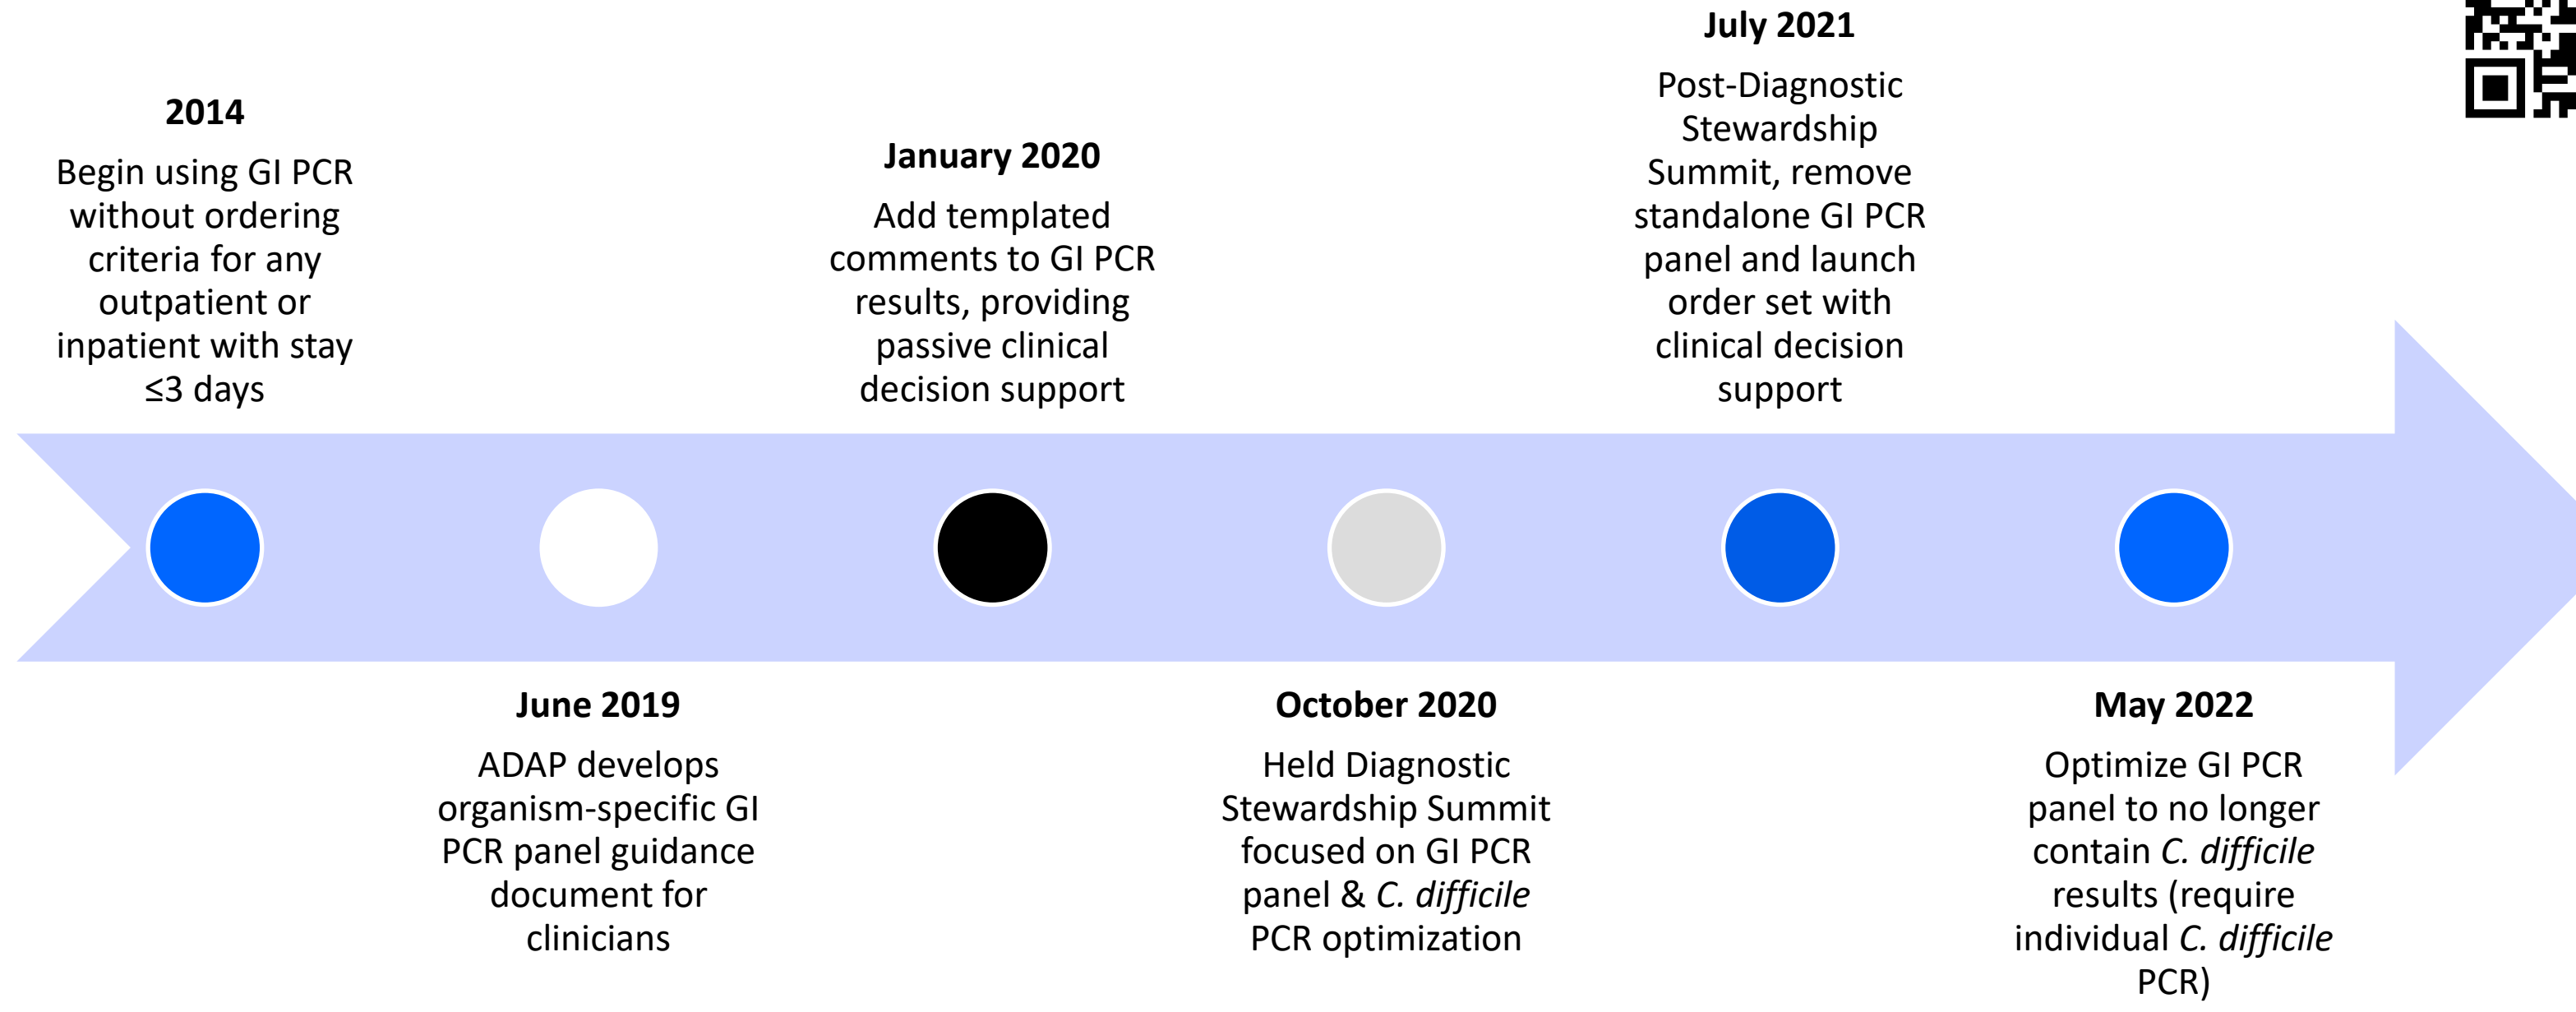 2014
Begin using GI PCR
without ordering
criteria for any
outpatient or
inpatient with stay
≤3 days
June 2019
ADAP develops
organism-specific GI
PCR panel guidance
document for
clinicians
January 2020
Add templated
comments to GI PCR
results, providing
passive clinical
decision support
October 2020
Held Diagnostic
Stewardship Summit
focused on GI PCR
panel & C. difficile
PCR optimization
July 2021
Post-Diagnostic
Stewardship
Summit, remove
standalone GI PCR
panel and launch
order set with
clinical decision
support
May 2022
Optimize GI PCR
panel to no longer
contain C. difficile
results (require
individual C. difficile
PCR)